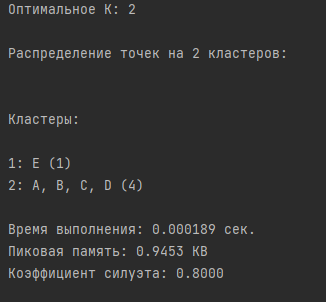 Оптимальное К: 2
Распределение точек на 2 кластеров:
Кластеры:
1: E (1)
2: A, B, C, D (4)
Время выполнения: 0.000189 сек.
Пиковая память: 0.9453 КВ
Коэффициент силуэта: 0.8000